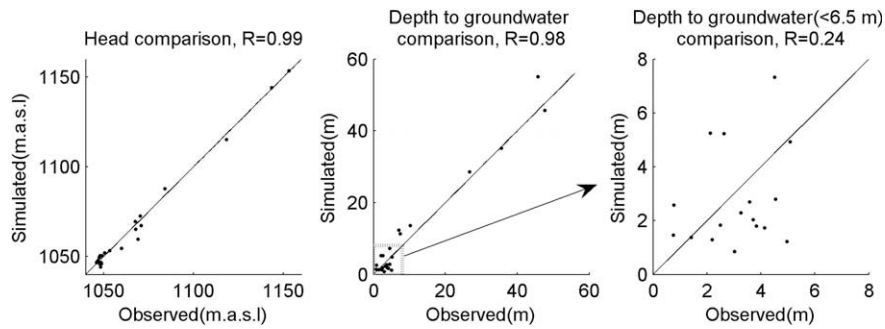 Head comparison, R=0.99
Simulated(m.a.s.l)
1150
1100
1050
1050
1100
1150
Observed(m.a.s.l)
Depth to groundwater
comparison, R=0.98
Simulated(m)
60
40
20
0
0
20
40
60
Observed(m)
Depth to groundwater(<6.5 m)
comparison, R=0.24
Simulated(m)
8
6
4
2
0
0
2
4
6
8
Observed(m)